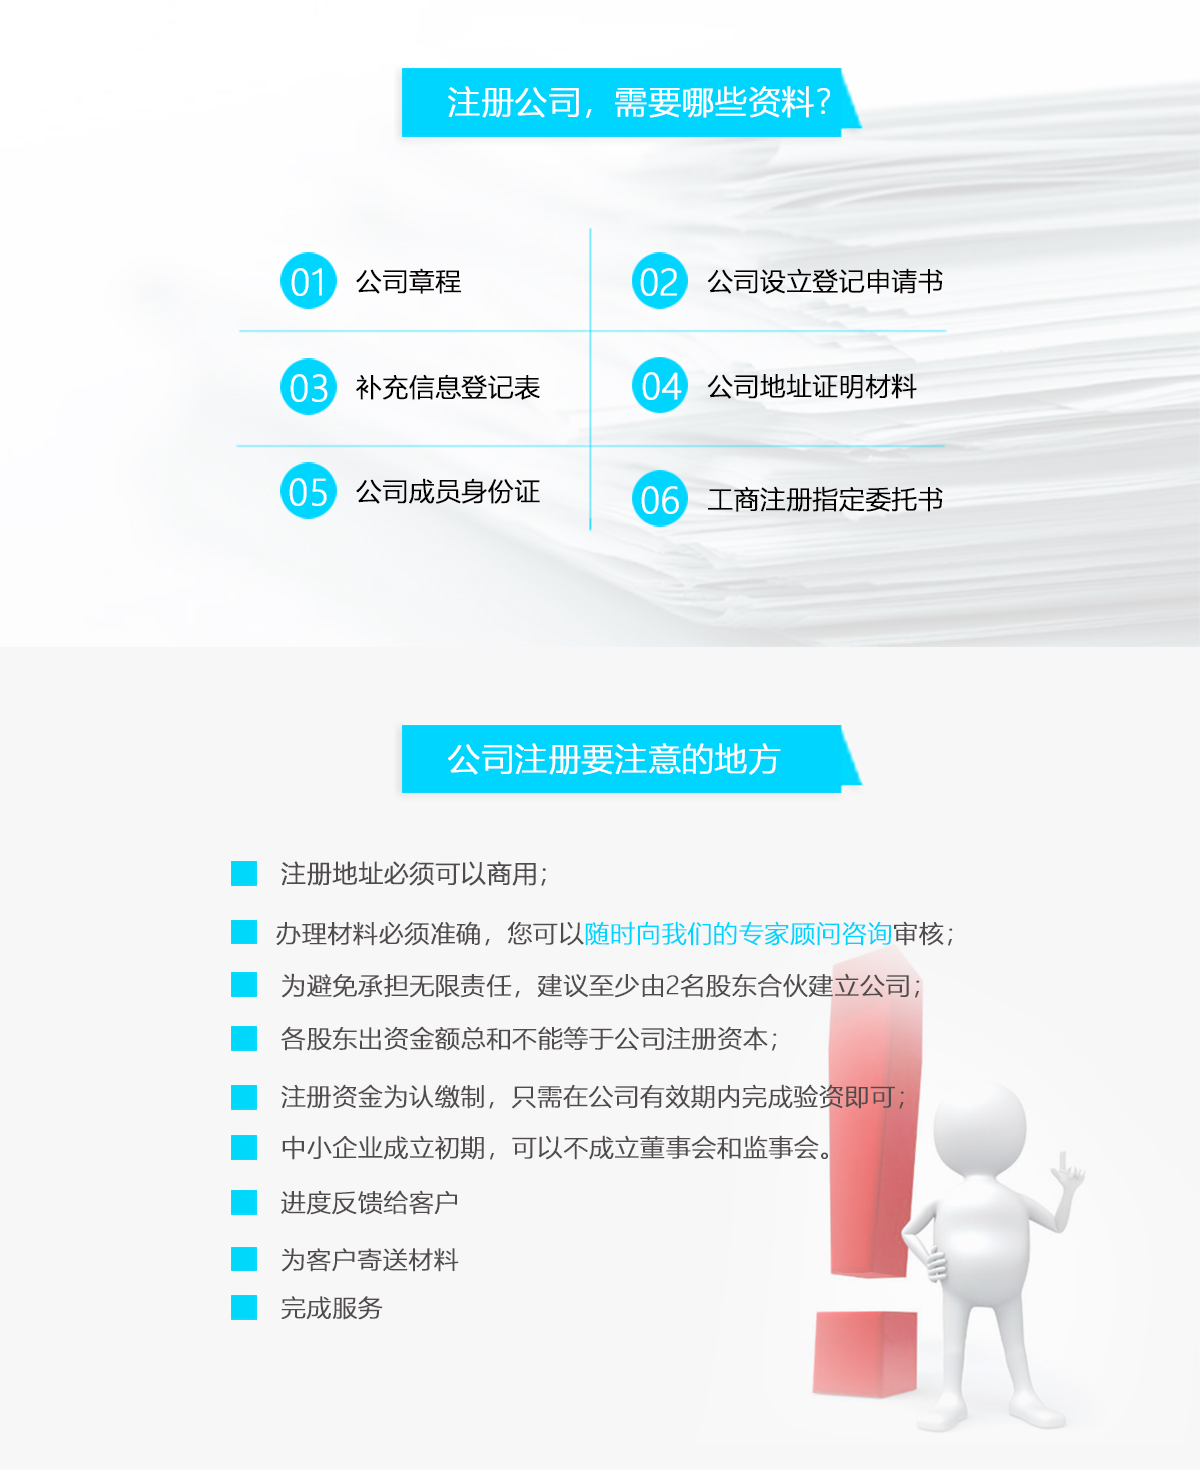 注册公司，需要哪些资料？
01 公司章程
02 公司设立登记申请书
03 补充信息登记表
04 公司地址证明材料
05 公司成员身份证
06 工商注册指定委托书
公司注册要注意的地方
注册地址必须可以商用；
办理材料必须准确，您可以随时向我们的专家顾问咨询审核；
为避免承担无限责任，建议至少由2名股东合伙建立公司；
各股东出资金额总和不能等于公司注册资本；
注册资金为认缴制，只需在公司有效期内完成验资即可；
中小企业成立初期，可以不成立董事会和监事会。
进度反馈给客户
为客户寄送材料
完成服务